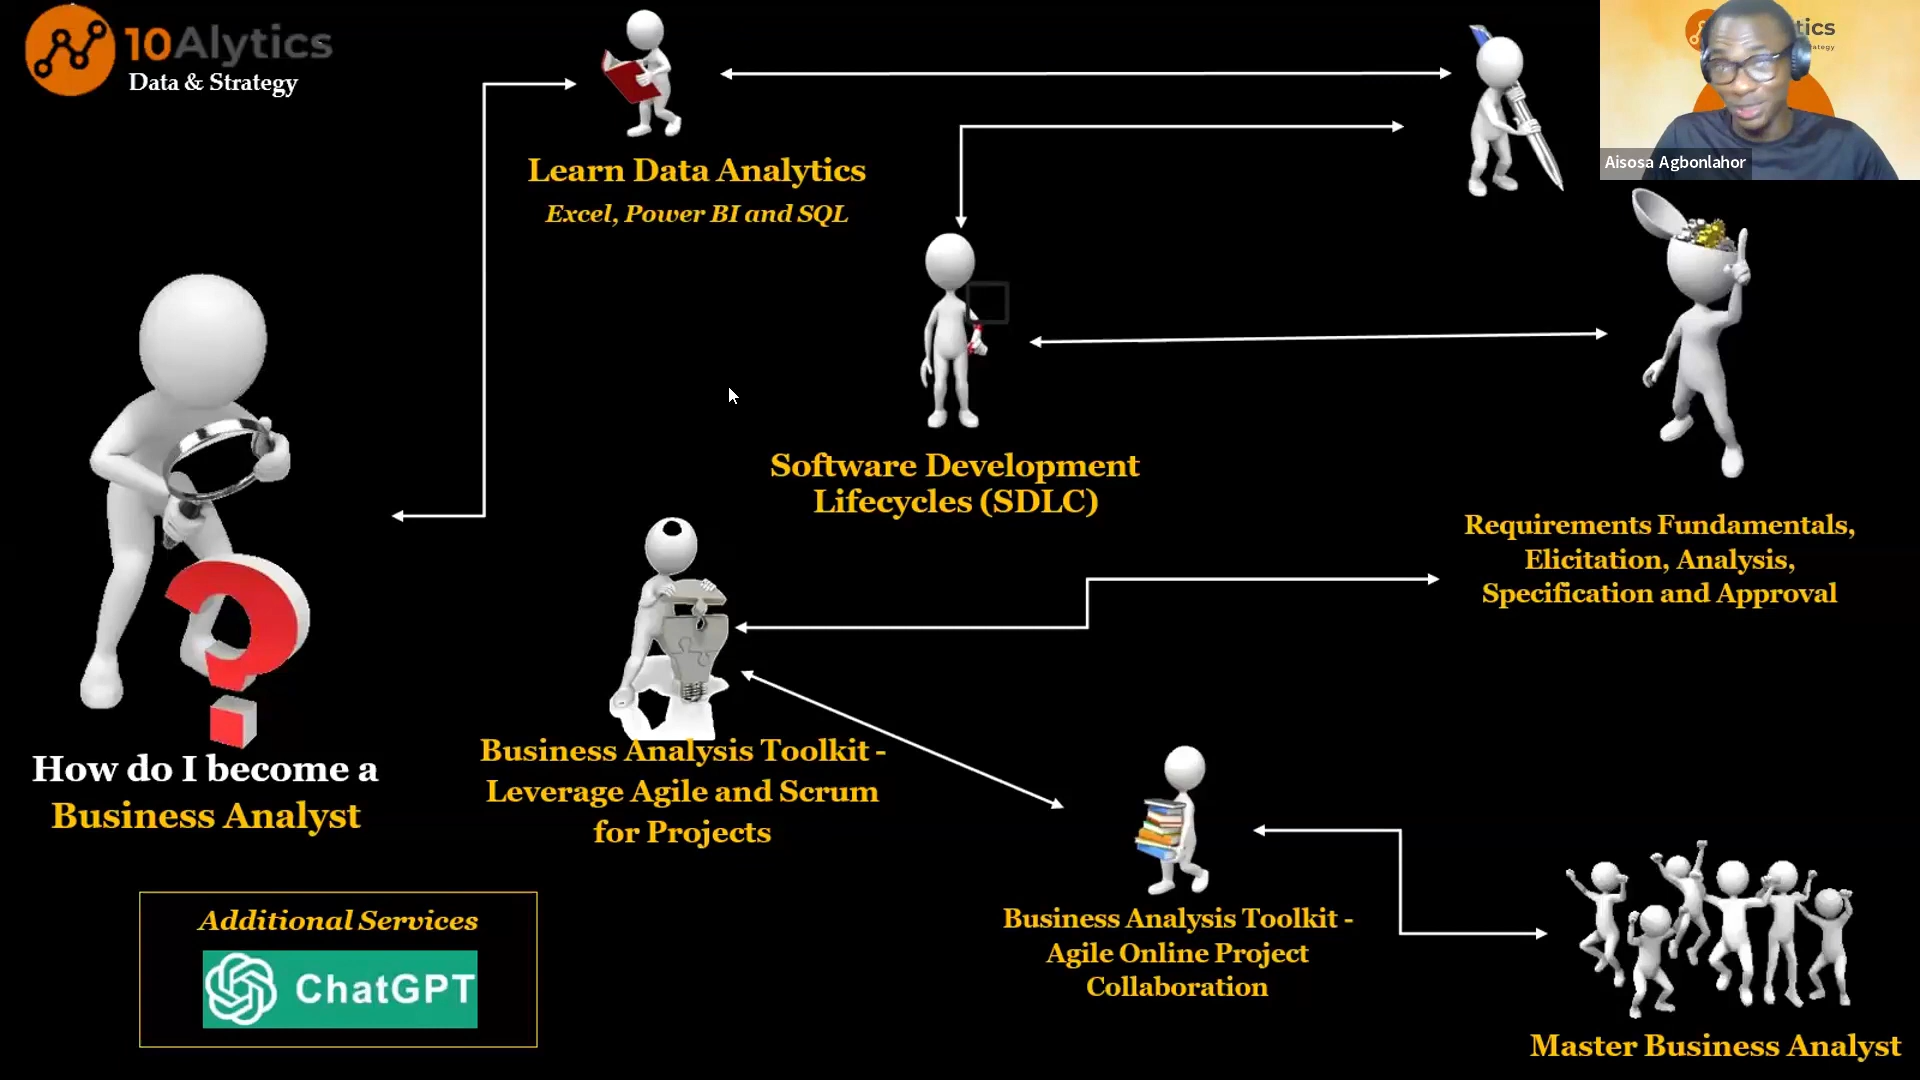 10Alytics
Data & Strategy
tics
tegy
Aisosa Agbonlahor
Learn Data Analytics
Excel, Power BI and SQL
Software Development
Lifecycles (SDLC)
Requirements Fundamentals,
Elicitation, Analysis,
Specification and Approval
How do I become a
Business Analyst
Business Analysis Toolkit -
Leverage Agile and Scrum
for Projects
Business Analysis Toolkit -
Agile Online Project
Collaboration
Additional Services
ChatGPT
Master Business Analyst